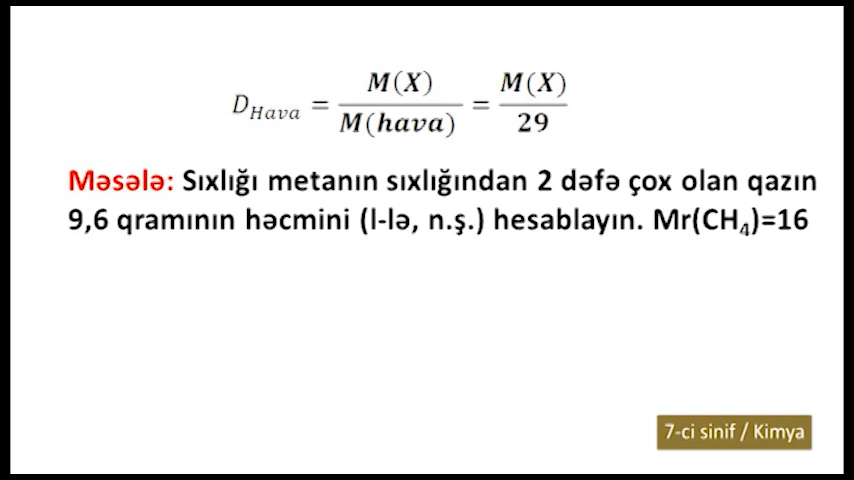 D_Hava = M(X) / M(hava) = M(X) / 29
Məsələ: Sıxlığı metanın sıxlığından 2 dəfə çox olan qazın
9,6 qramının həcmini (l-lə, n.ş.) hesablayın. Mr(CH₄)=16
7-ci sinif / Kimya